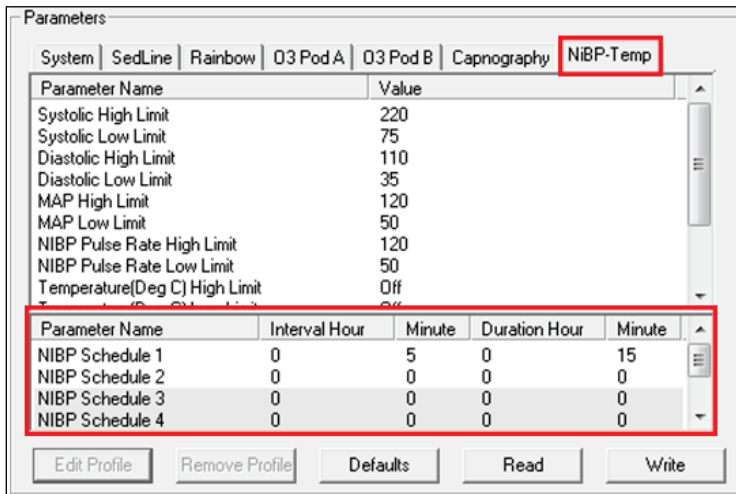 Parameters
System SedLine Rainbow O3 Pod A O3 Pod B Capnography NiBP-Temp
Parameter Name Value
Systolic High Limit 220
Systolic Low Limit 75
Diastolic High Limit 110
Diastolic Low Limit 35
MAP High Limit 120
MAP Low Limit 50
NIBP Pulse Rate High Limit 120
NIBP Pulse Rate Low Limit 50
Temperature(Deg C) High Limit Off
Parameter Name Interval Hour Minute Duration Hour Minute
NIBP Schedule 1 0 5 0 15
NIBP Schedule 2 0 0 0 0
NIBP Schedule 3 0 0 0 0
NIBP Schedule 4 0 0 0 0
Edit Profile Remove Profile Defaults Read Write